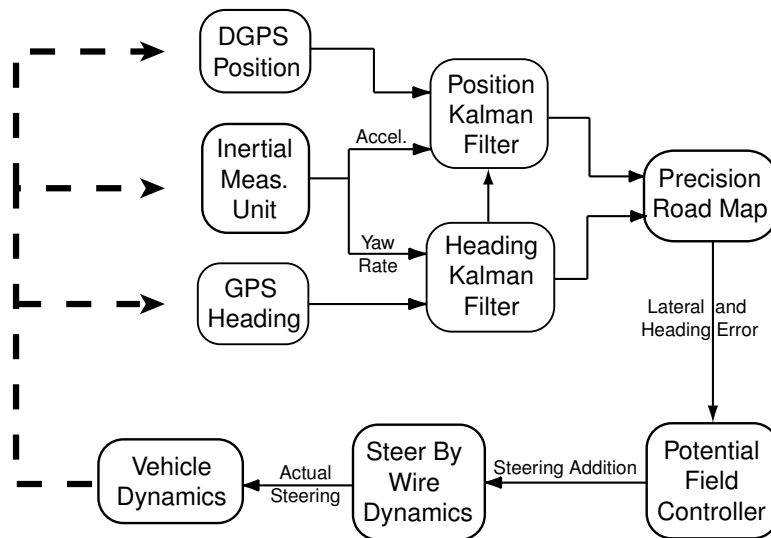 DGPS
Position
Position
Kalman
Filter
Accel.
Inertial
Meas.
Unit
Precision
Road Map
Yaw
Rate
Heading
Kalman
Filter
GPS
Heading
Lateral and
Heading Error
Vehicle
Dynamics
Actual
Steering
Steer By
Wire
Dynamics
Steering Addition
Potential
Field
Controller